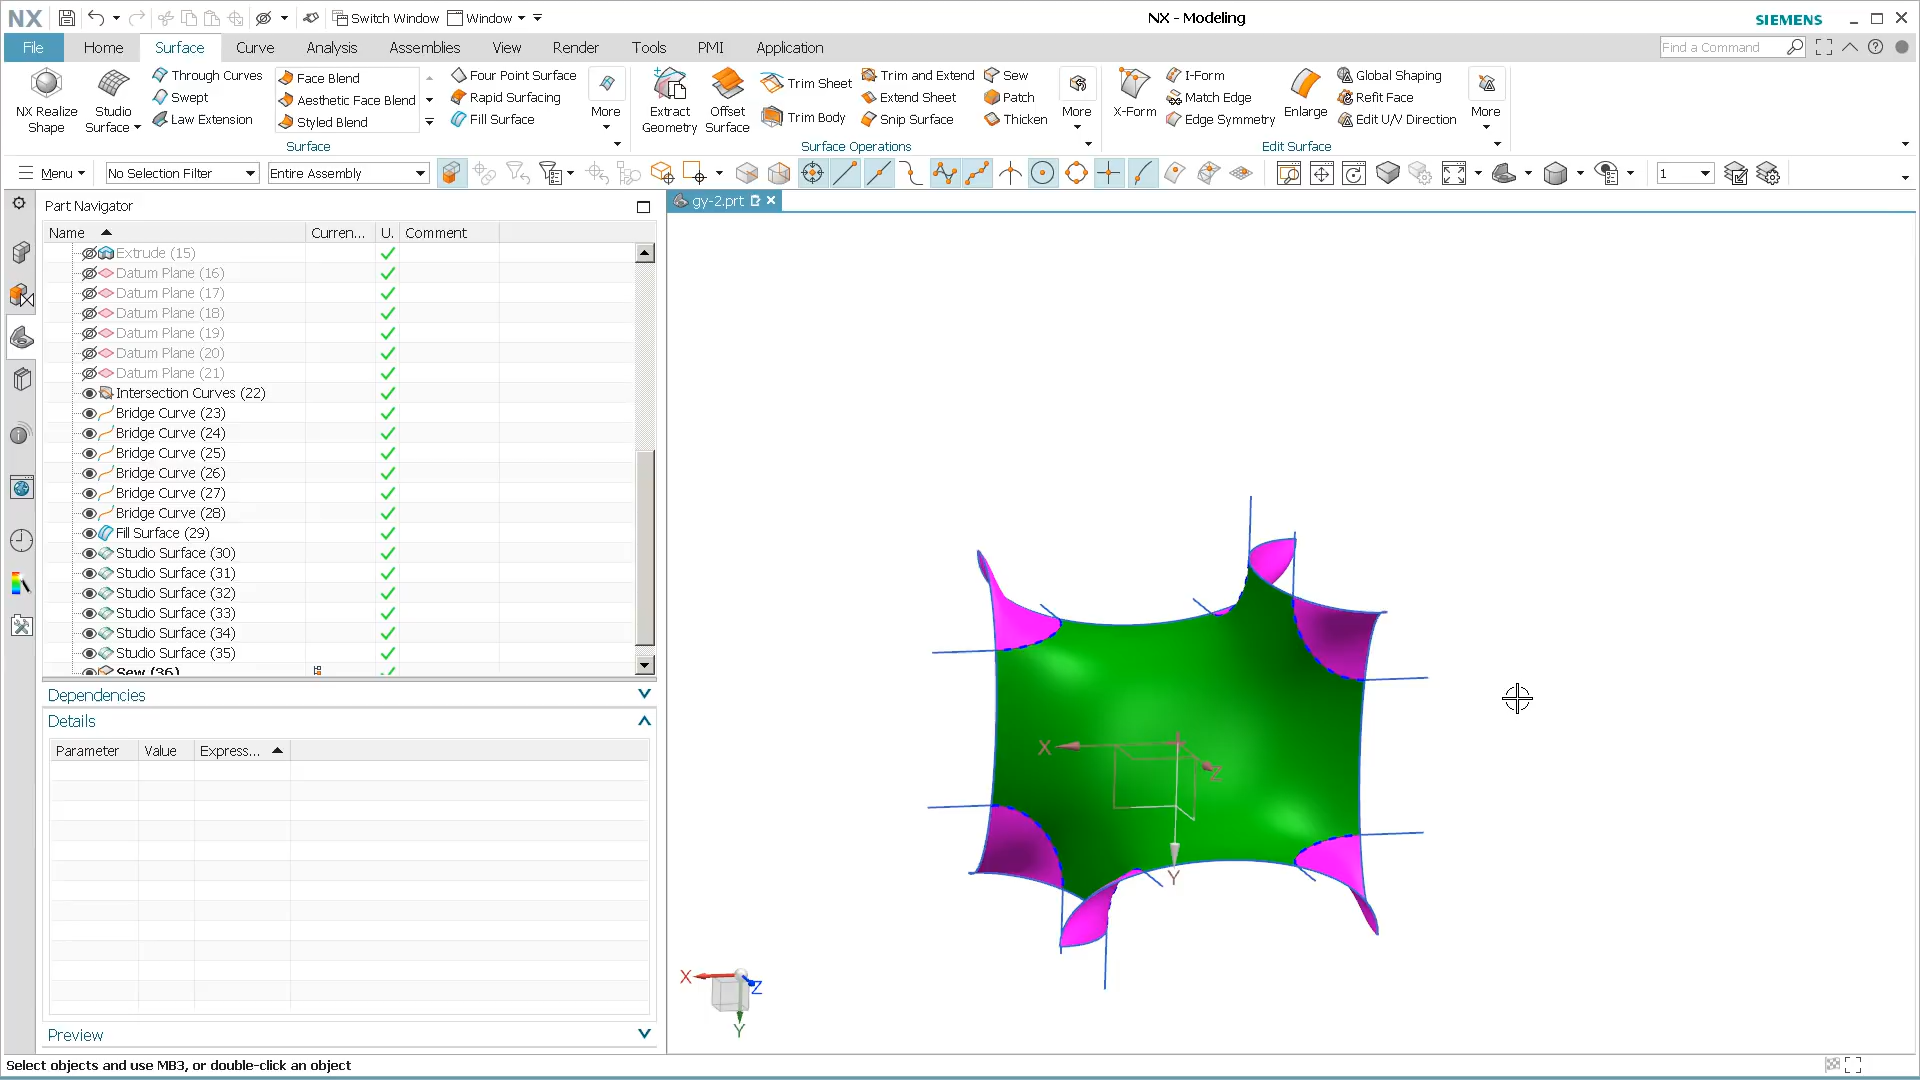 NX
Switch Window
Window
NX - Modeling
SIEMENS
File
Home
Surface
Curve
Analysis
Assemblies
View
Render
Tools
PMI
Application
Find a Command
NX Realize Shape
Studio Surface
Through Curves
Swept
Law Extension
Face Blend
Aesthetic Face Blend
Styled Blend
Four Point Surface
Rapid Surfacing
Fill Surface
More
Surface
Extract Geometry
Offset Surface
Trim Sheet
Trim Body
Trim and Extend
Extend Sheet
Snip Surface
Sew
Patch
Thicken
More
Surface Operations
X-Form
I-Form
Match Edge
Edge Symmetry
Enlarge
Global Shaping
Refit Face
Edit U/V Direction
More
Edit Surface
Menu
No Selection Filter
Entire Assembly
1
Part Navigator
gy-2.prt
Name
Curren...
U.
Comment
Extrude (15)
Datum Plane (16)
Datum Plane (17)
Datum Plane (18)
Datum Plane (19)
Datum Plane (20)
Datum Plane (21)
Intersection Curves (22)
Bridge Curve (23)
Bridge Curve (24)
Bridge Curve (25)
Bridge Curve (26)
Bridge Curve (27)
Bridge Curve (28)
Fill Surface (29)
Studio Surface (30)
Studio Surface (31)
Studio Surface (32)
Studio Surface (33)
Studio Surface (34)
Studio Surface (35)
Sew (36)
Dependencies
Details
Parameter
Value
Express...
Preview
X
Z
Y
X
Z
Y
Select objects and use MB3, or double-click an object